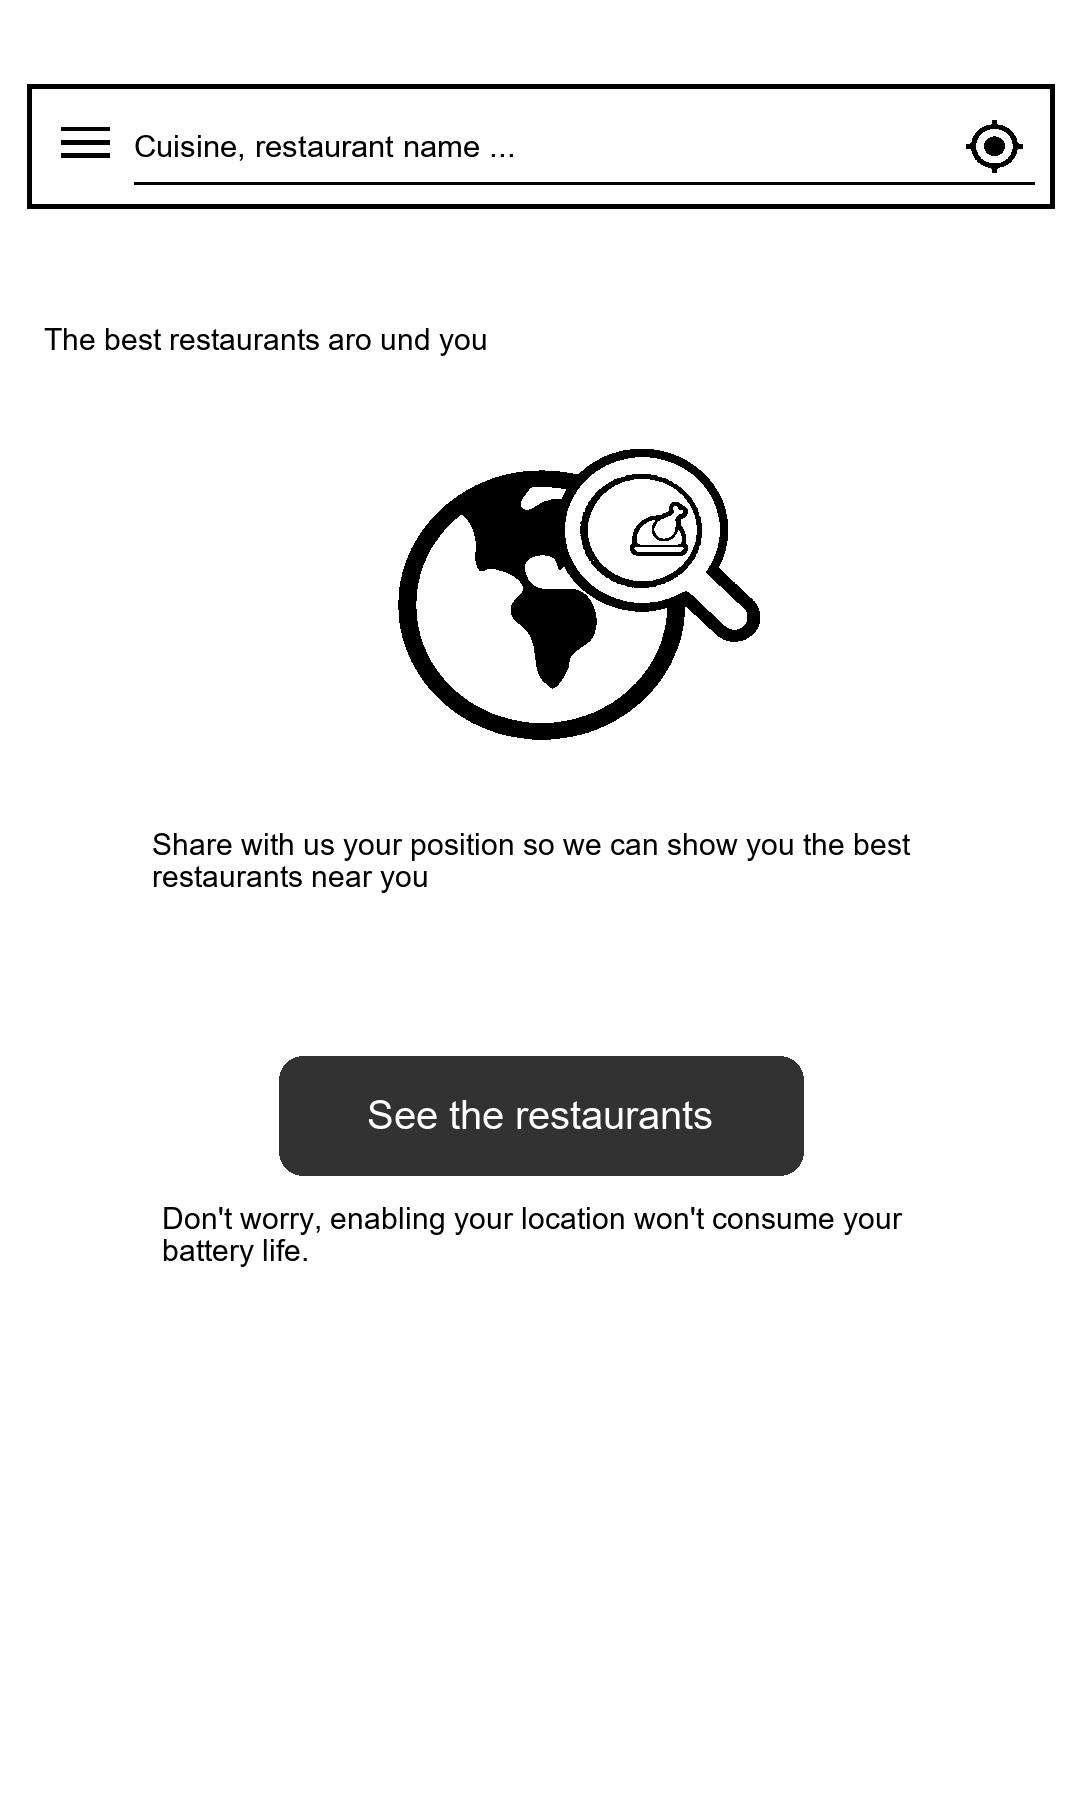 Cuisine, restaurant name ...
The best restaurants aro und you
Share with us your position so we can show you the best
restaurants near you
See the restaurants
Don't worry, enabling your location won't consume your
battery life.